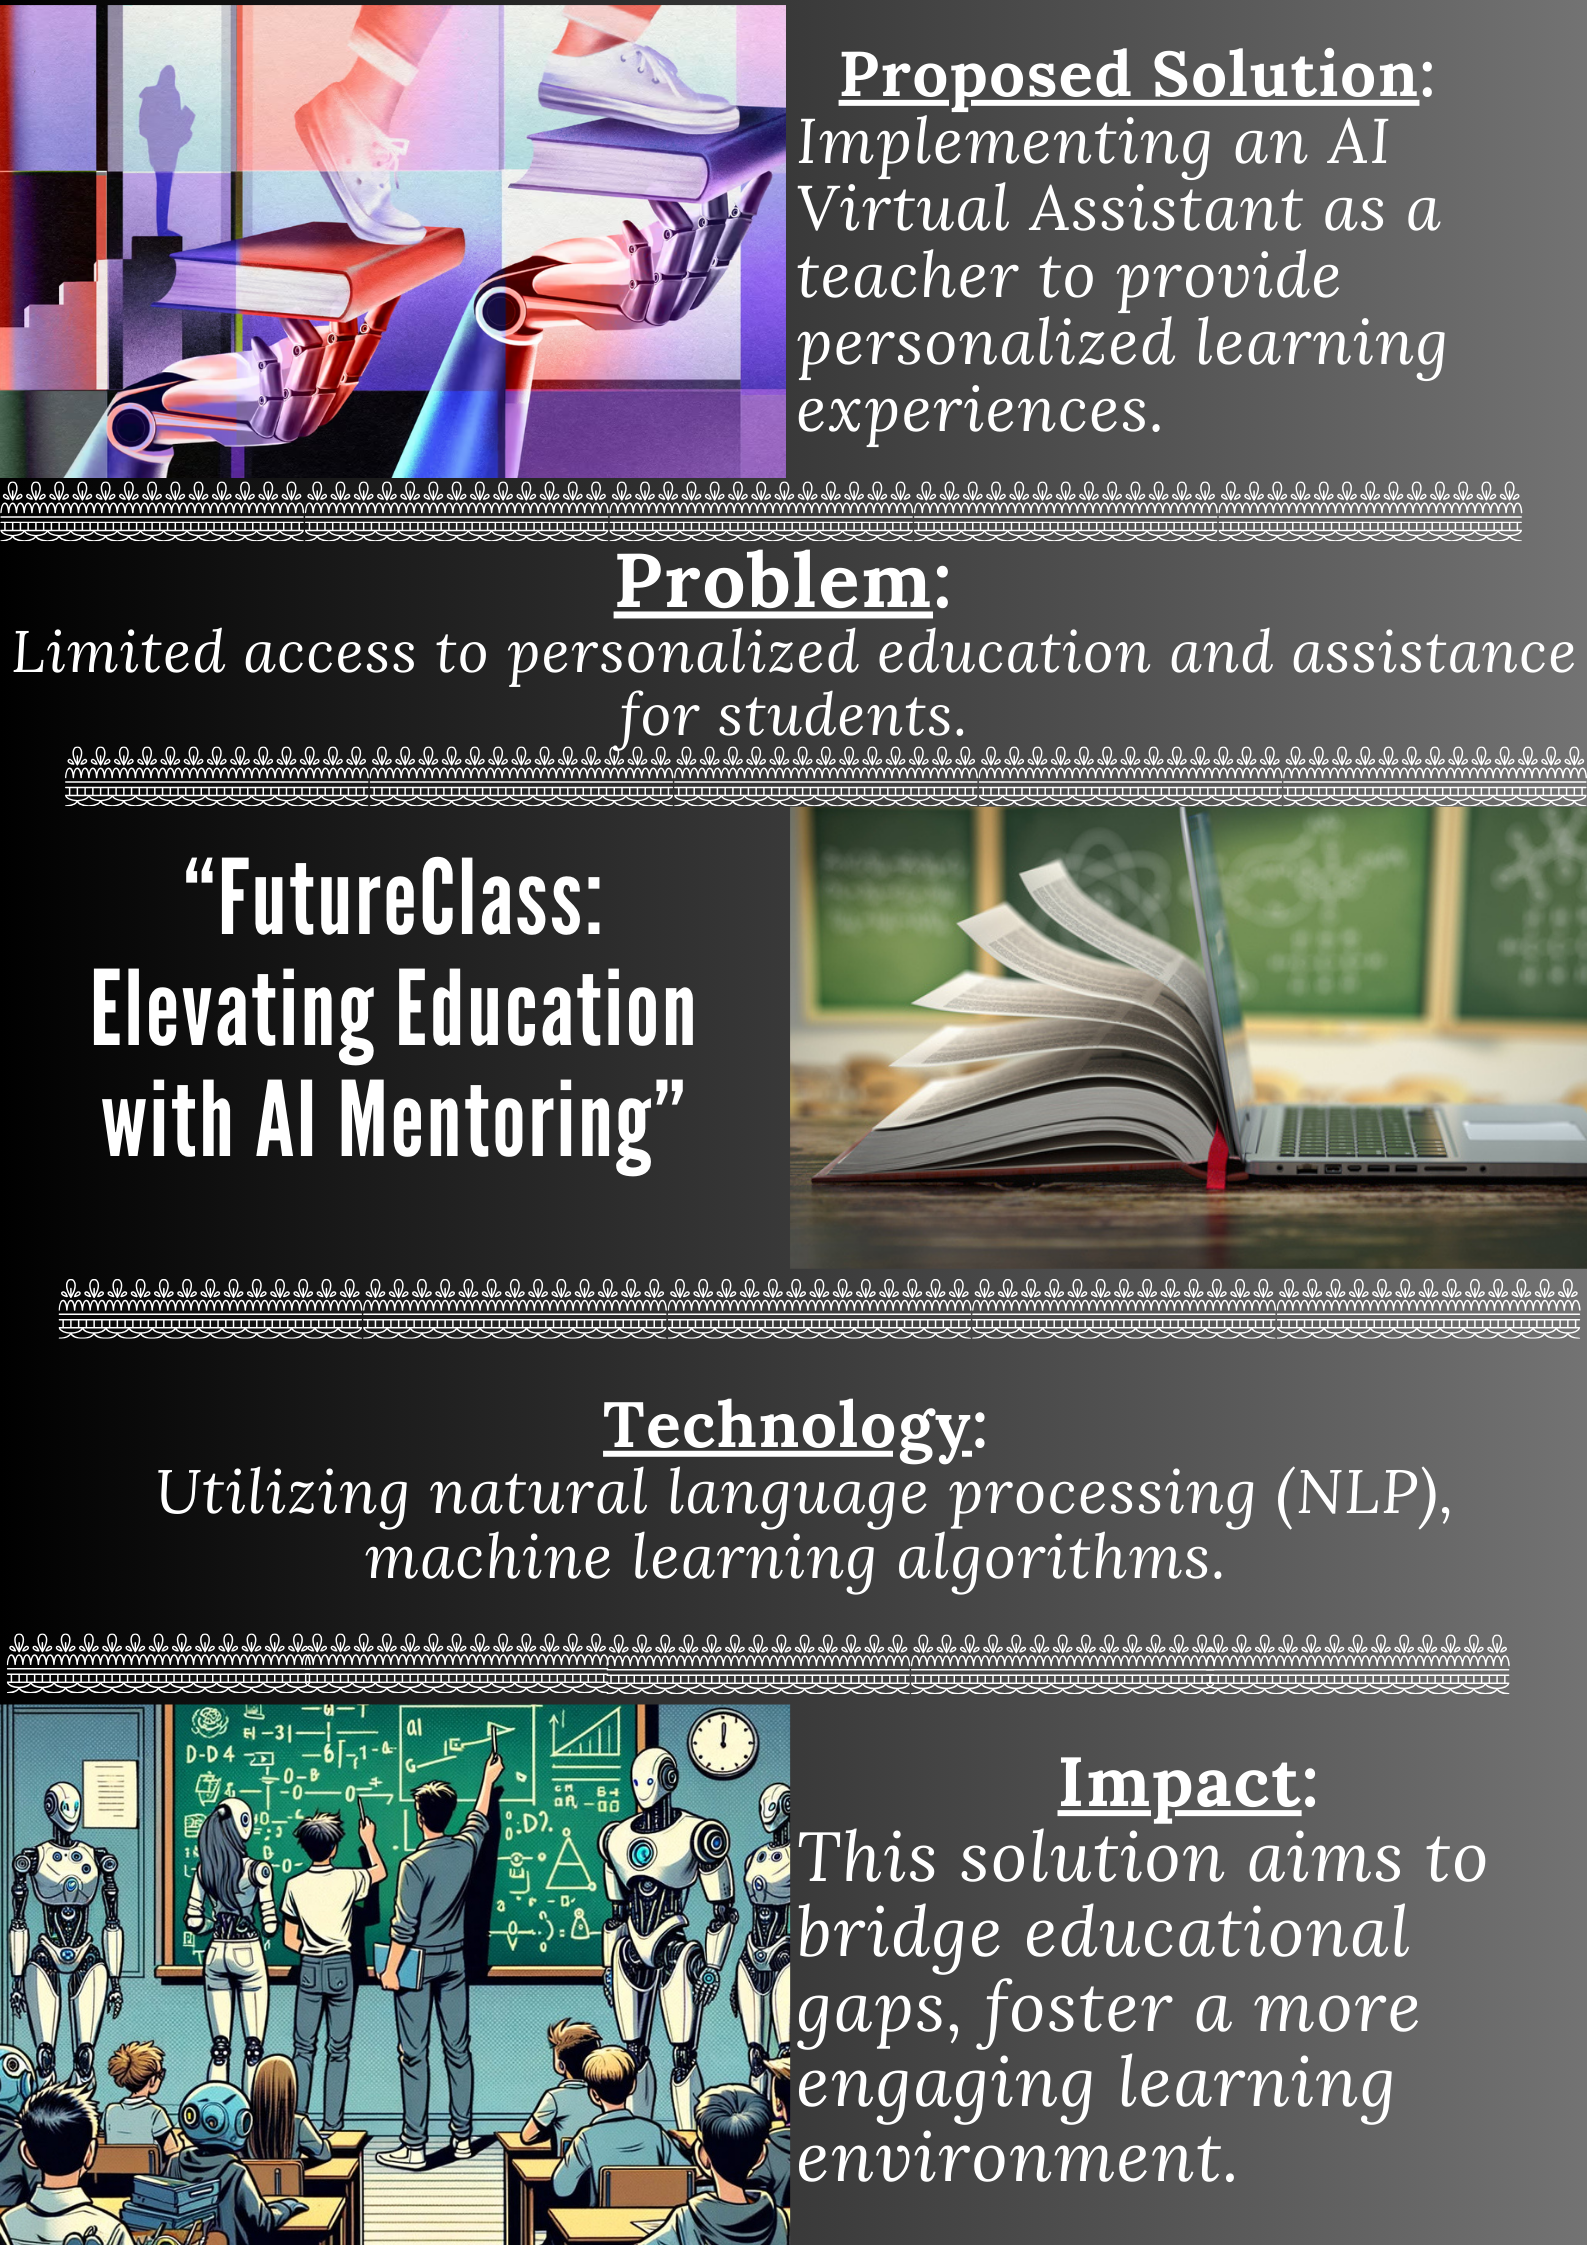 Proposed Solution:
Implementing an AI
Virtual Assistant as a
teacher to provide
personalized learning
experiences.
Problem:
Limited access to personalized education and assistance
for students.
“FutureClass:
Elevating Education
with AI Mentoring”
Technology:
Utilizing natural language processing (NLP),
machine learning algorithms.
Impact:
This solution aims to
bridge educational
gaps, foster a more
engaging learning
environment.